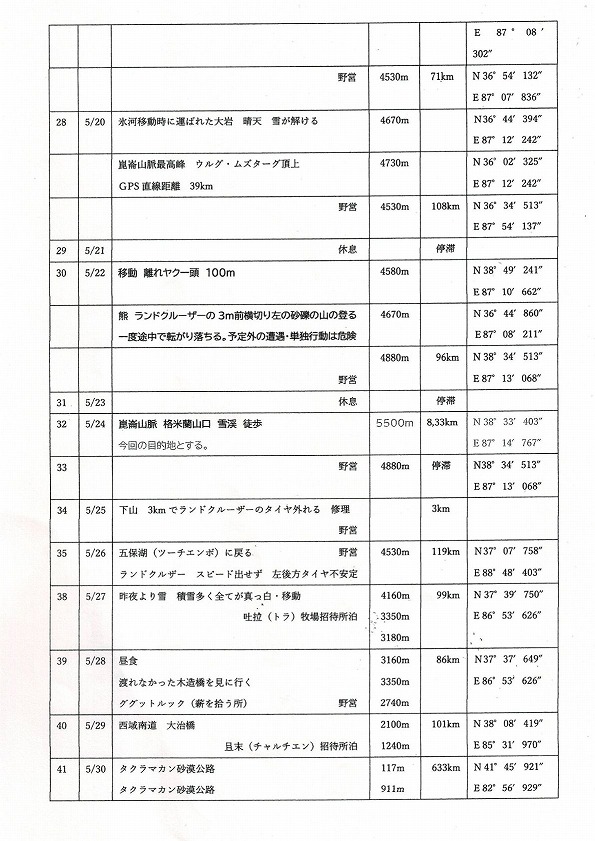 E 87° 08′
302″
野営 4530m 71km N 36° 54′ 132″
E 87° 07′ 836″
28 5/20 氷河移動時に運ばれた大岩 晴天 雪が解ける 4670m N36° 44′ 394″
E 87° 12′ 242″
崑崙山脈最高峰 ウルグ・ムズターグ頂上 4730m N 36° 02′ 325″
GPS直線距離 39km E 87° 12′ 242″
野営 4530m 108km N 36° 34′ 513″
E 87° 54′ 137″
29 5/21 休息 停滞
30 5/22 移動 離れヤク一頭 100m 4580m N 38° 49′ 241″
E 87° 10′ 662″
熊 ランドクルーザーの3m前横切り左の砂礫の山の登る 4670m N 36° 44′ 860″
一度途中で転がり落ちる。予定外の遭遇・単独行動は危険 E 87° 08′ 211″
4880m 96km N 38° 34′ 513″
野営 E 87° 13′ 068″
31 5/23 休息 停滞
32 5/24 崑崙山脈 格米蘭山口 雪渓 徒歩 5500m 8,33km N 38° 33′ 403″
今回の目的地とする。 E 87° 14′ 767″
33 野営 4880m 停滞 N38° 34′ 513″
E 87° 13′ 068″
34 5/25 下山 3kmでランドクルーザーのタイヤ外れる 修理 3km
野営
35 5/26 五保湖（ツーチエンボ）に戻る 野営 4530m 119km N37° 07′ 758″
ランドクルザー スピード出せず 左後方タイヤ不安定 E 88° 48′ 403″
38 5/27 昨夜より雪 積雪多く全てが真っ白・移動 4160m 99km N 37° 39′ 750″
吐拉（トラ）牧場招待所泊 3350m E 86° 53′ 626″
3180m
39 5/28 昼食 3160m 86km N37° 37′ 649″
渡れなかった木造橋を見に行く 3350m E 86° 53′ 626″
ググットルック（薪を拾う所） 野営 2740m
40 5/29 西域南道 大治橋 2100m 101km N 38° 08′ 419″
且末（チャルチエン）招待所泊 1240m E 85° 31′ 970″
41 5/30 タクラマカン砂漠公路 117m 633km N 41° 45′ 921″
タクラマカン砂漠公路 911m E 82° 56′ 929″